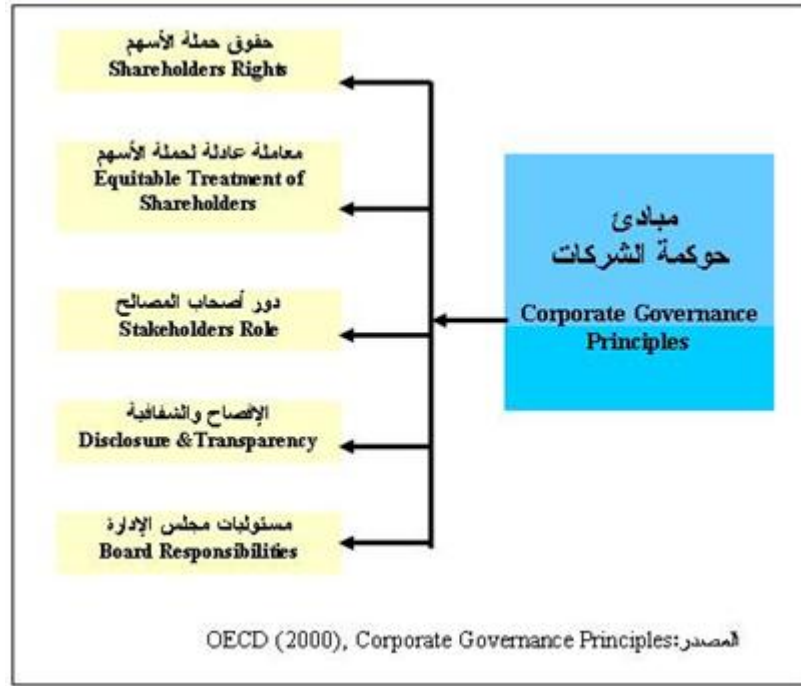 حقوق حملة الأسهم
Shareholders Rights
معاملة عادلة لحملة الأسهم
Equitable Treatment of
Shareholders
دور أصحاب المصالح
Stakeholders Role
الإفصاح والشفافية
Disclosure &Transparency
مسئوليات مجلس الإدارة
Board Responsibilities
مبادئ
حوكمة الشركات
Corporate Governance
Principles
المصدر:OECD (2000), Corporate Governance Principles